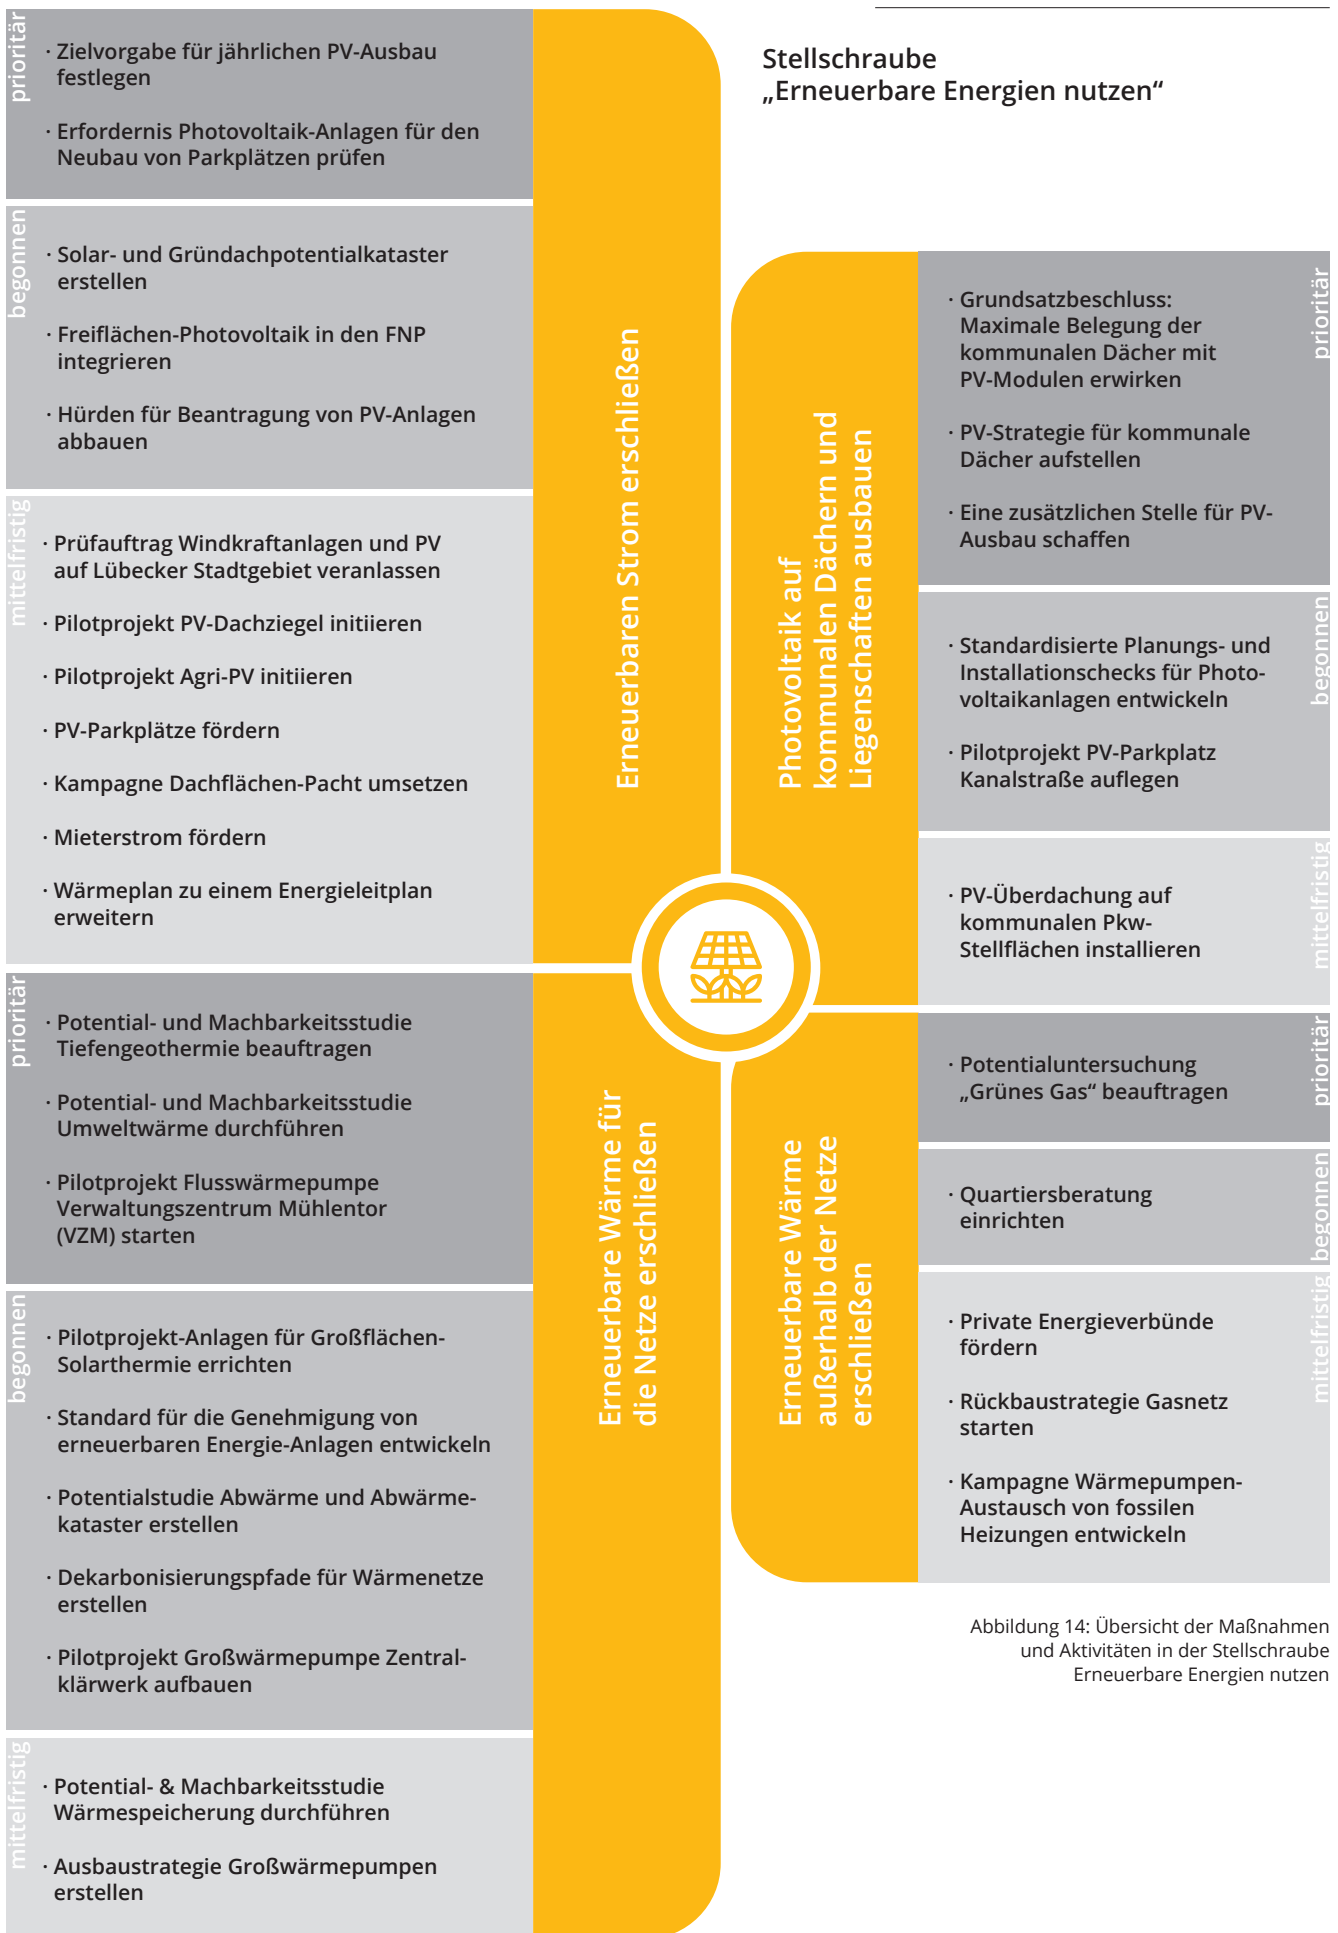 Stellschraube
„Erneuerbare Energien nutzen“
prioritär
· Zielvorgabe für jährlichen PV-Ausbau
festlegen
· Erfordernis Photovoltaik-Anlagen für den
Neubau von Parkplätzen prüfen
begonnen
· Solar- und Gründachpotentialkataster
erstellen
· Freiflächen-Photovoltaik in den FNP
integrieren
· Hürden für Beantragung von PV-Anlagen
abbauen
mittelfristig
· Prüfauftrag Windkraftanlagen und PV
auf Lübecker Stadtgebiet veranlassen
· Pilotprojekt PV-Dachziegel initiieren
· Pilotprojekt Agri-PV initiieren
· PV-Parkplätze fördern
· Kampagne Dachflächen-Pacht umsetzen
· Mieterstrom fördern
· Wärmeplan zu einem Energieleitplan
erweitern
Erneuerbaren Strom erschließen
Photovoltaik auf
kommunalen Dächern und
Liegenschaften ausbauen
prioritär
· Grundsatzbeschluss:
Maximale Belegung der
kommunalen Dächer mit
PV-Modulen erwirken
· PV-Strategie für kommunale
Dächer aufstellen
· Eine zusätzlichen Stelle für PV-
Ausbau schaffen
begonnen
· Standardisierte Planungs- und
Installationschecks für Photo-
voltaikanlagen entwickeln
· Pilotprojekt PV-Parkplatz
Kanalstraße auflegen
mittelfristig
· PV-Überdachung auf
kommunalen Pkw-
Stellflächen installieren
prioritär
· Potential- und Machbarkeitsstudie
Tiefengeothermie beauftragen
· Potential- und Machbarkeitsstudie
Umweltwärme durchführen
· Pilotprojekt Flusswärmepumpe
Verwaltungszentrum Mühlentor
(VZM) starten
begonnen
· Pilotprojekt-Anlagen für Großflächen-
Solarthermie errichten
· Standard für die Genehmigung von
erneuerbaren Energie-Anlagen entwickeln
· Potentialstudie Abwärme und Abwärme-
kataster erstellen
· Dekarbonisierungspfade für Wärmenetze
erstellen
· Pilotprojekt Großwärmepumpe Zentral-
klärwerk aufbauen
mittelfristig
· Potential- & Machbarkeitsstudie
Wärmespeicherung durchführen
· Ausbaustrategie Großwärmepumpen
erstellen
Erneuerbare Wärme für
die Netze erschließen
Erneuerbare Wärme
außerhalb der Netze
erschließen
prioritär
· Potentialuntersuchung
„Grünes Gas“ beauftragen
begonnen
· Quartiersberatung
einrichten
mittelfristig
· Private Energieverbünde
fördern
· Rückbaustrategie Gasnetz
starten
· Kampagne Wärmepumpen-
Austausch von fossilen
Heizungen entwickeln
Abbildung 14: Übersicht der Maßnahmen
und Aktivitäten in der Stellschraube
Erneuerbare Energien nutzen